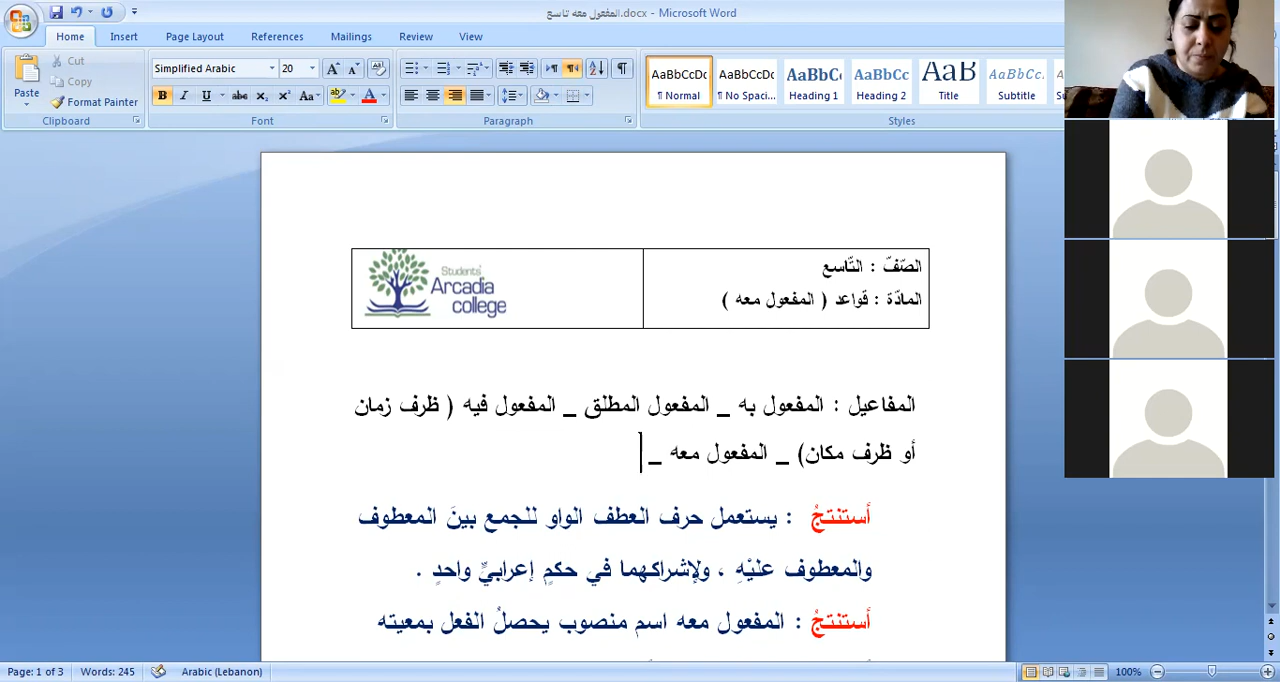 المفعول معه تاسع.docx - Microsoft Word
Home Insert Page Layout References Mailings Review View
Paste
Cut
Copy
Format Painter
Clipboard
Simplified Arabic 20
Font
Paragraph
AaBbCcDc AaBbCcDc AaBbC AaBbCc AaB AaBbCc
¶ Normal ¶ No Spaci... Heading 1 Heading 2 Title Subtitle
Styles
Students'
Arcadia
college
الصّفّ : التّاسع
المادّة : قواعد ( المفعول معه )
المفاعيل : المفعول به _ المفعول المطلق _ المفعول فيه ( ظرف زمان
أو ظرف مكان) _ المفعول معه _
أستنتجُ : يستعمل حرف العطف الواو للجمع بينَ المعطوف
والمعطوف عليْهِ ، ولإشراكهما في حكمٍ إعرابيٍّ واحدٍ .
أستنتجُ : المفعول معه اسم منصوب يحصلُ الفعل بمعيته
Page: 1 of 3 Words: 245 Arabic (Lebanon) 100%